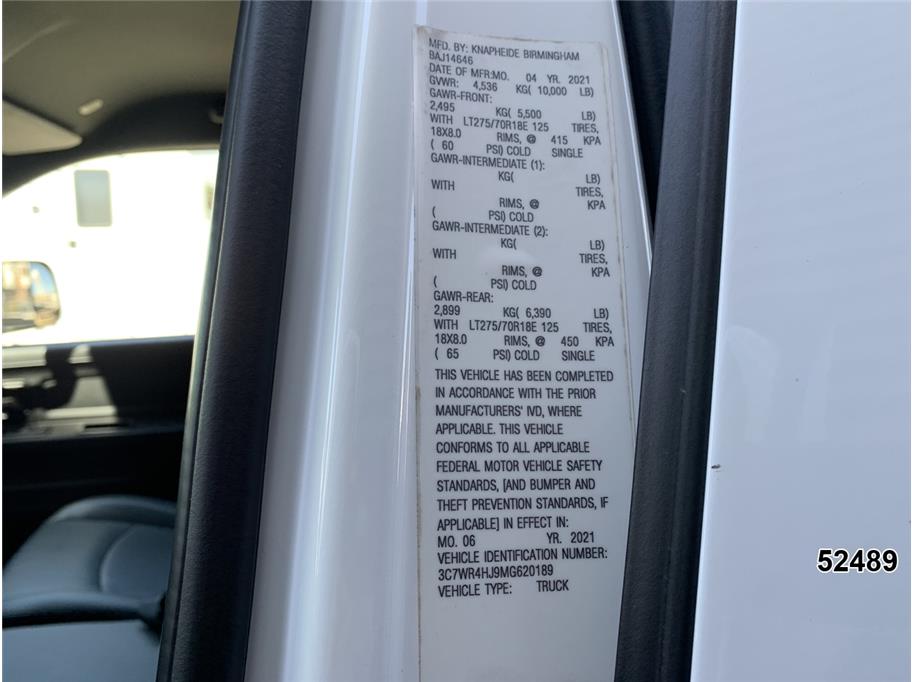 MFD. BY: KNAPHEIDE BIRMINGHAM
BAJ14646
DATE OF MFR:MO. 04 YR. 2021
GVWR: 4,536 KG( 10,000 LB)
GAWR-FRONT:
2,495 KG( 5,500 LB)
WITH LT275/70R18E 125 TIRES,
18X8.0 RIMS, @ 415 KPA
( 60 PSI) COLD SINGLE
GAWR-INTERMEDIATE (1):
KG( LB)
WITH TIRES,
RIMS, @ KPA
( PSI) COLD
GAWR-INTERMEDIATE (2):
KG( LB)
WITH TIRES,
RIMS, @ KPA
( PSI) COLD
GAWR-REAR:
2,899 KG( 6,390 LB)
WITH LT275/70R18E 125 TIRES,
18X8.0 RIMS, @ 450 KPA
( 65 PSI) COLD SINGLE
THIS VEHICLE HAS BEEN COMPLETED
IN ACCORDANCE WITH THE PRIOR
MANUFACTURERS' IVD, WHERE
APPLICABLE. THIS VEHICLE
CONFORMS TO ALL APPLICABLE
FEDERAL MOTOR VEHICLE SAFETY
STANDARDS, [AND BUMPER AND
THEFT PREVENTION STANDARDS, IF
APPLICABLE] IN EFFECT IN:
MO. 06 YR. 2021
VEHICLE IDENTIFICATION NUMBER:
3C7WR4HJ9MG620189
VEHICLE TYPE: TRUCK
52489